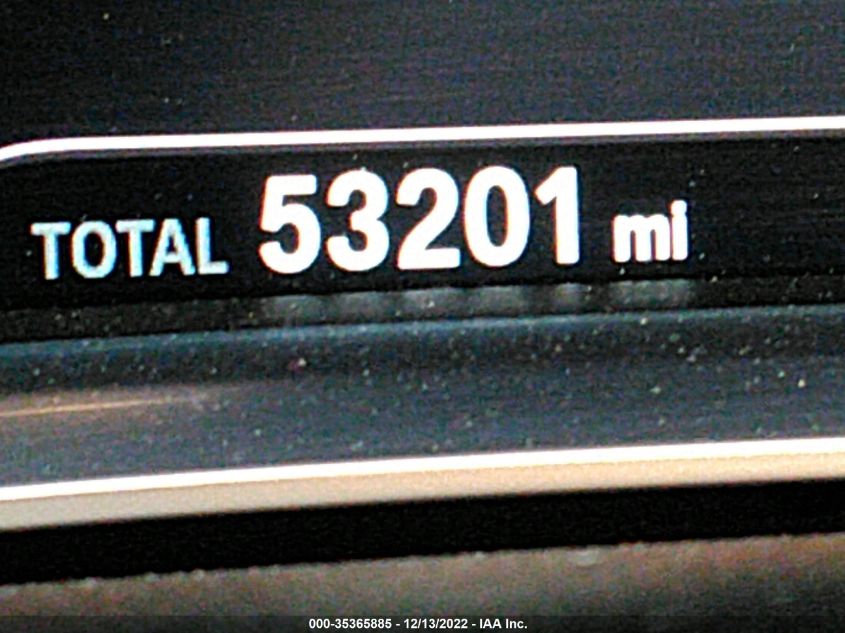 TOTAL 53201 mi
000-35365885 - 12/13/2022 - IAA Inc.